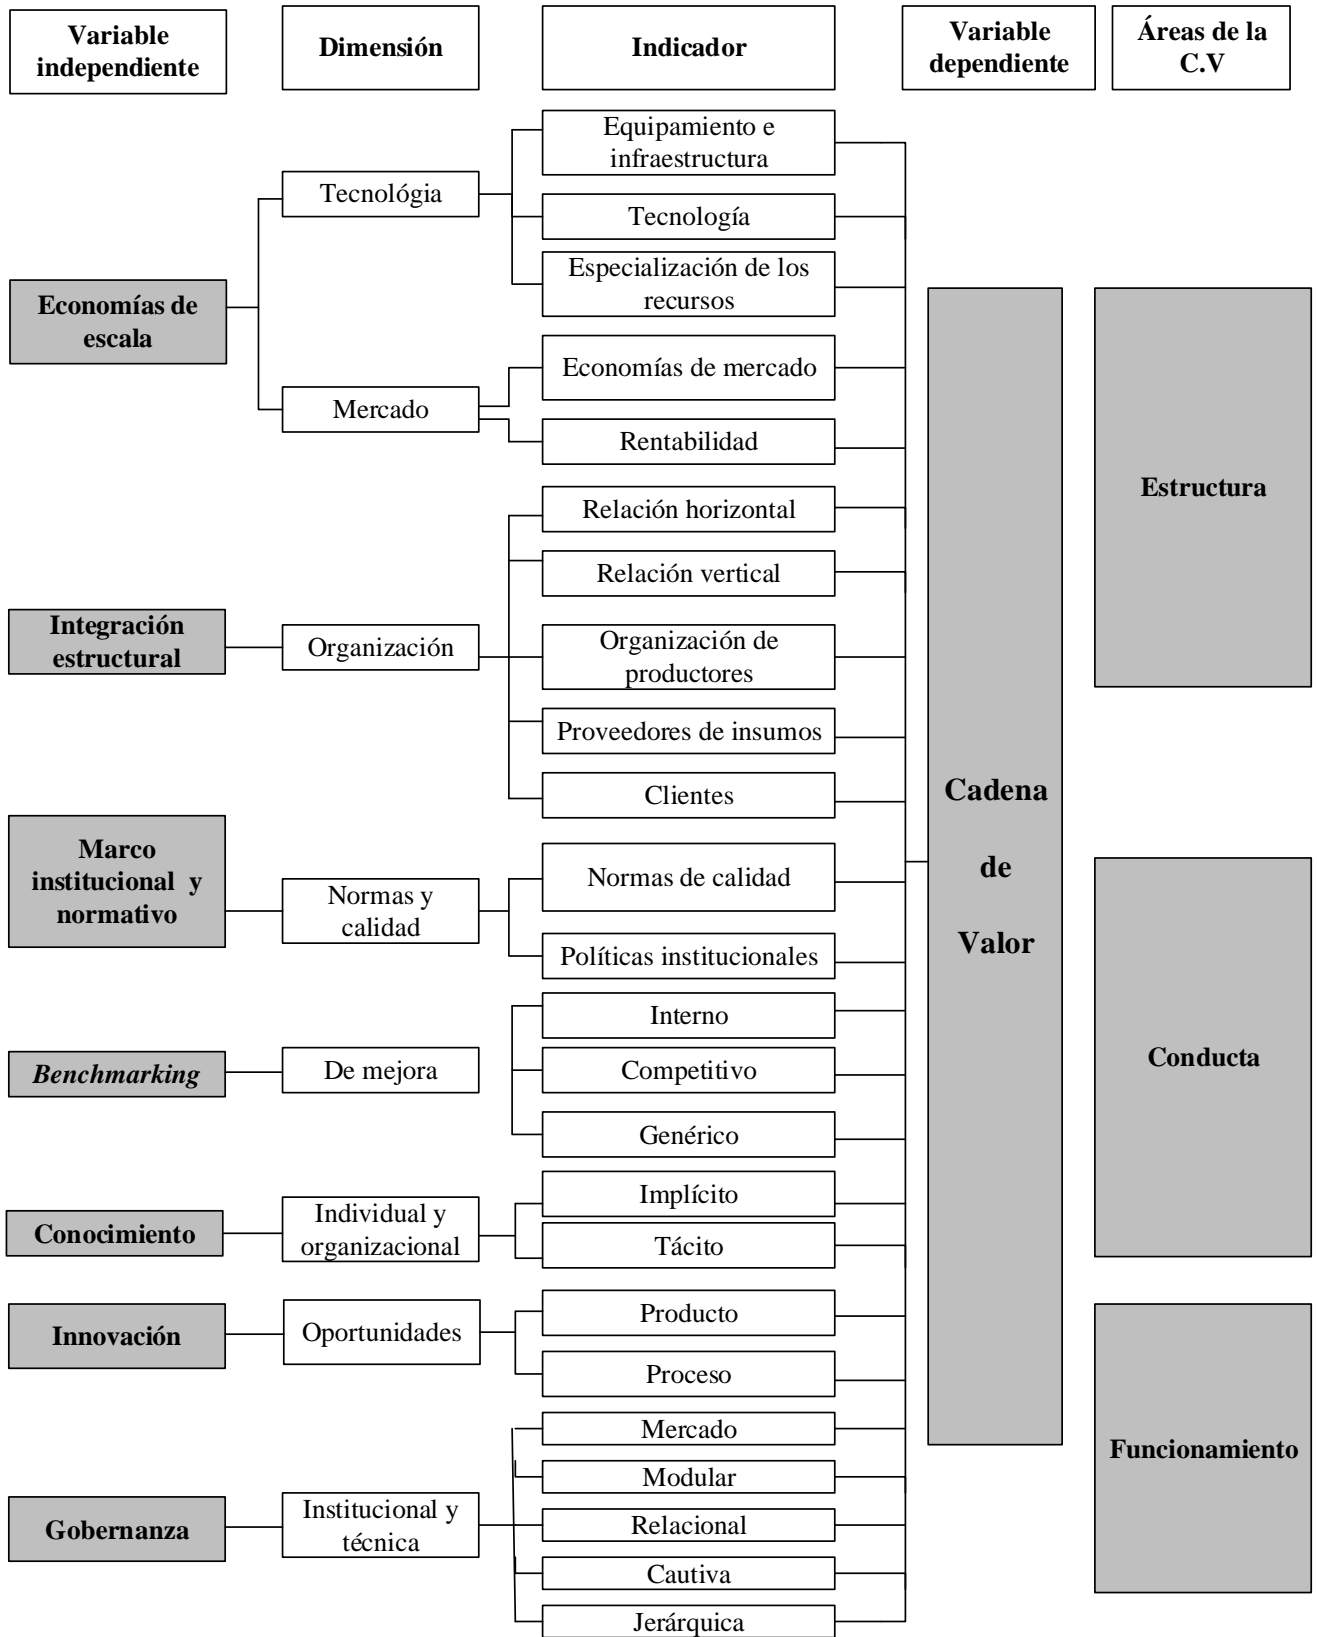 Variable
independiente
Dimensión
Indicador
Variable
dependiente
Áreas de la
C.V
Economías de
escala
Tecnológia
Mercado
Equipamiento e
infraestructura
Tecnología
Especialización de los
recursos
Economías de mercado
Rentabilidad
Integración
estructural
Organización
Relación horizontal
Relación vertical
Organización de
productores
Proveedores de insumos
Clientes
Marco
institucional y
normativo
Normas y
calidad
Normas de calidad
Políticas institucionales
Benchmarking
De mejora
Interno
Competitivo
Genérico
Conocimiento
Individual y
organizacional
Implícito
Tácito
Innovación
Oportunidades
Producto
Proceso
Gobernanza
Institucional y
técnica
Mercado
Modular
Relacional
Cautiva
Jerárquica
Cadena
de
Valor
Estructura
Conducta
Funcionamiento